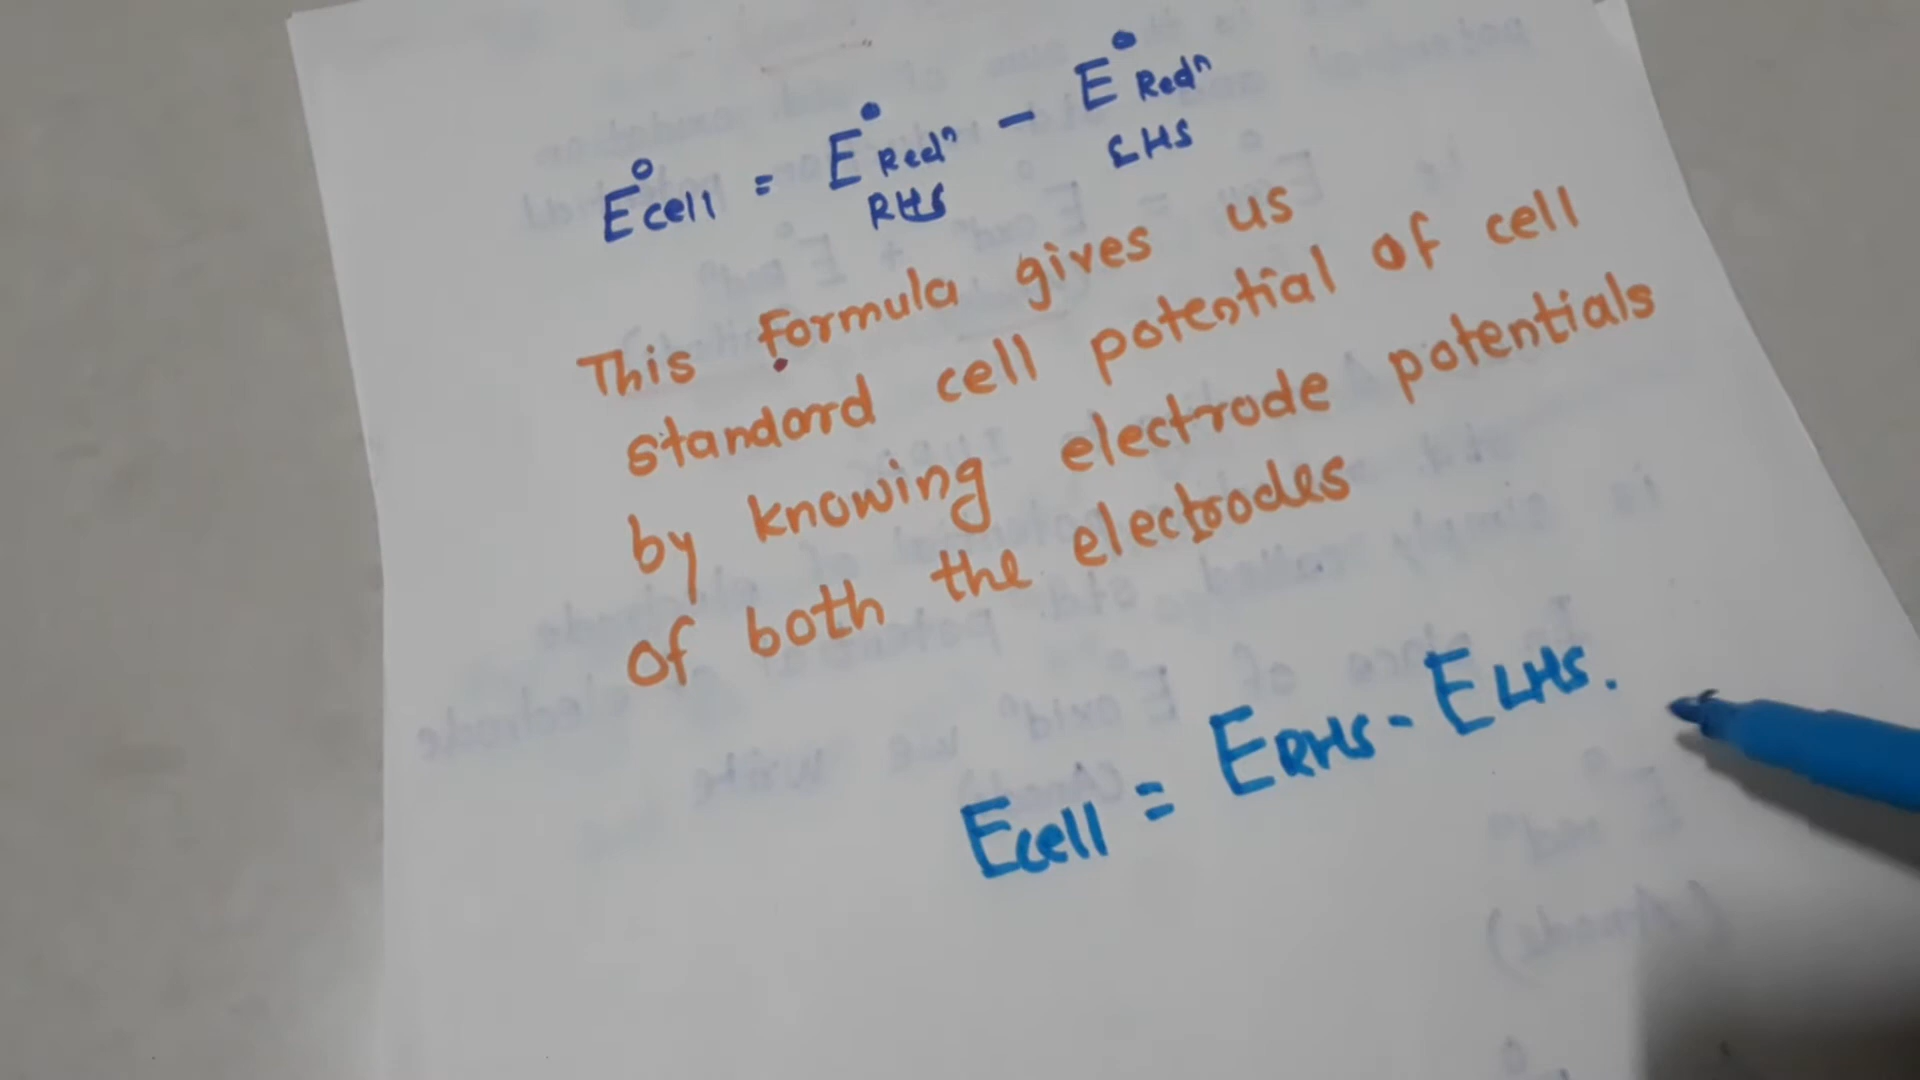 E°cell = E°Redⁿ - E°Redⁿ
RHS LHS
This formula gives us
standard cell potential of cell
by knowing electrode potentials
of both the electrodes
Ecell = ERHS - ELHS.